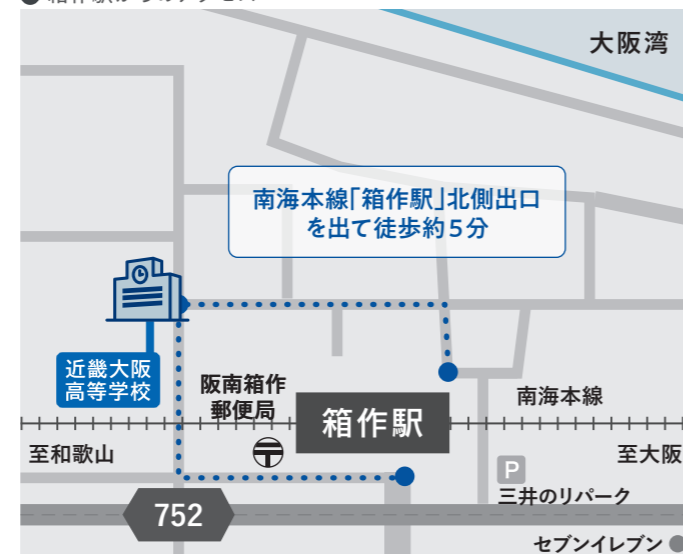 大阪湾
南海本線「箱作駅」北側出口
を出て徒歩約5分
近畿大阪
高等学校
阪南箱作
郵便局
箱作駅
南海本線
至和歌山
至大阪
P
三井のリパーク
752
セブンイレブン